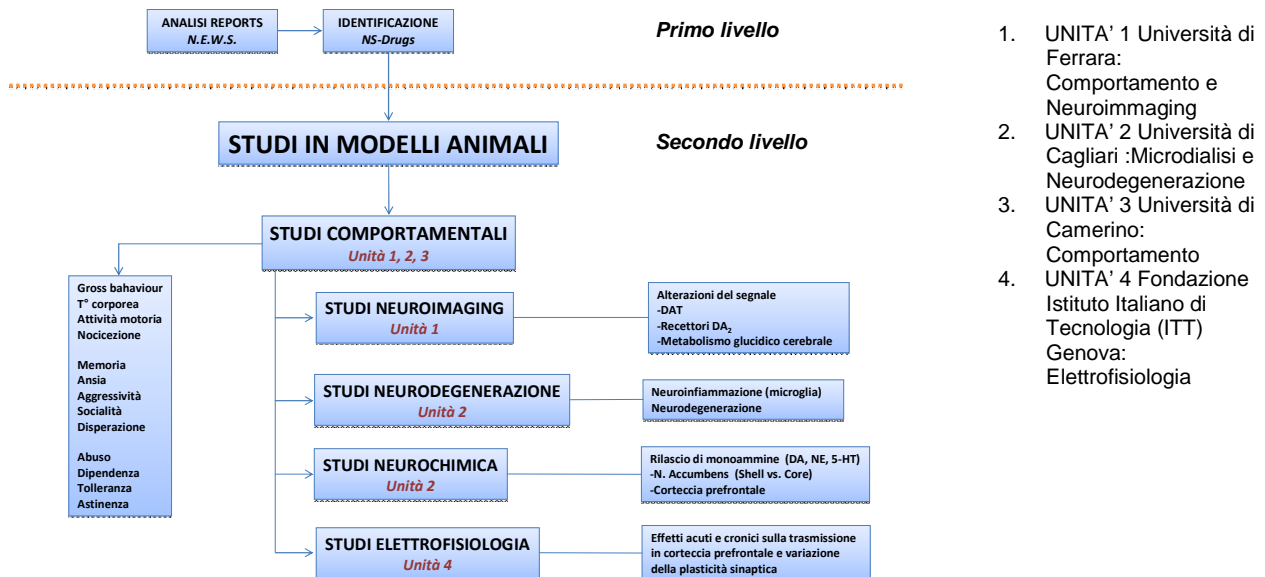 ANALISI REPORTS
N.E.W.S.
IDENTIFICAZIONE
NS-Drugs
Primo livello
STUDI IN MODELLI ANIMALI
Secondo livello
STUDI COMPORTAMENTALI
Unità 1, 2, 3
Gross bahaviour
T° corporea
Attività motoria
Nocicezione
Memoria
Ansia
Aggressività
Socialità
Disperazione
Abuso
Dipendenza
Tolleranza
Astinenza
STUDI NEUROIMAGING
Unità 1
Alterazioni del segnale
-DAT
-Recettori DA₂
-Metabolismo glucidico cerebrale
STUDI NEURODEGENERAZIONE
Unità 2
Neuroinfiammazione (microglia)
Neurodegenerazione
STUDI NEUROCHIMICA
Unità 2
Rilascio di monoammine (DA, NE, 5-HT)
-N. Accumbens (Shell vs. Core)
-Corteccia prefrontale
STUDI ELETTROFISIOLOGIA
Unità 4
Effetti acuti e cronici sulla trasmissione
in corteccia prefrontale e variazione
della plasticità sinaptica
1. UNITA' 1 Università di
Ferrara:
Comportamento e
Neuroimmaging
2. UNITA' 2 Università di
Cagliari :Microdialisi e
Neurodegenerazione
3. UNITA' 3 Università di
Camerino:
Comportamento
4. UNITA' 4 Fondazione
Istituto Italiano di
Tecnologia (ITT)
Genova:
Elettrofisiologia